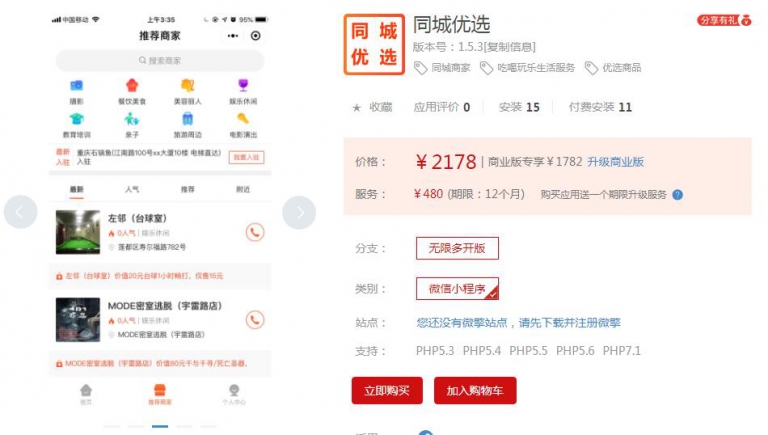 中国移动
上午3:35
95%
推荐商家
搜索商家
摄影
餐饮美食
美容丽人
娱乐休闲
教育培训
亲子
旅游周边
电影演出
最新
入驻
重庆石锅鱼(江南路100号xx大厦10楼 电梯直达)
入驻
我要入驻
最新
人气
推荐
附近
左邻（台球室）
0人气 | 娱乐休闲
莲都区寿尔福路782号
左邻（台球室）价值20元台球1小时畅打，仅售15元
MODE密室逃脱（宇雷路店）
0人气 | 娱乐休闲
MODE密室逃脱（宇雷路店）
MODE密室逃脱（宇雷路店）价值80元千与千寻/死亡圣器，
首页
推荐商家
个人中心
同城
优选
同城优选
分享有礼
版本号：1.5.3[复制信息]
同城商家
吃喝玩乐生活服务
优选商品
收藏
应用评价 0
安装 15
付费安装 11
价格：
￥2178 | 商业版专享￥1782 升级商业版
服务：
￥480 (期限：12个月) 购买应用送一个期限升级服务 ?
分支：
无限多开版
类别：
微信小程序
站点：
您还没有微擎站点，请先下载并注册微擎
支持：
PHP5.3 PHP5.4 PHP5.5 PHP5.6 PHP7.1
立即购买
加入购物车